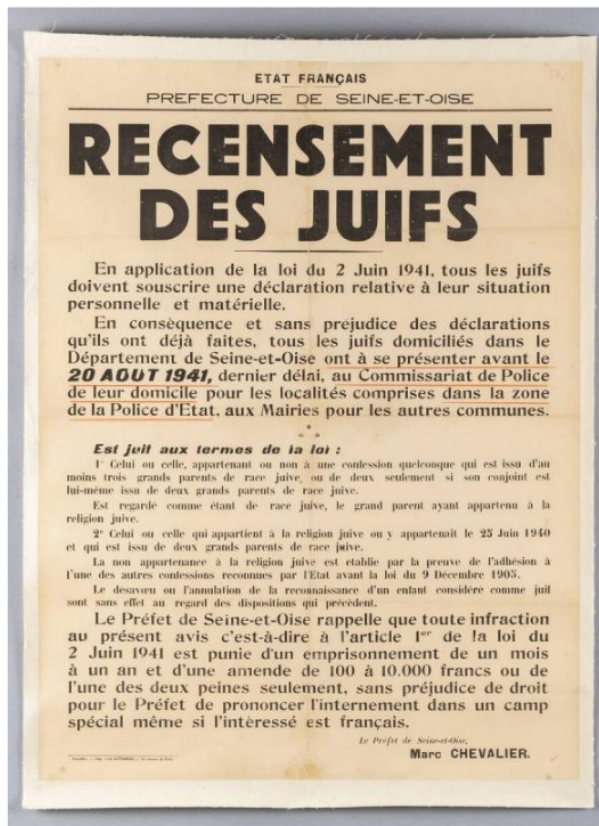 ETAT FRANÇAIS
PREFECTURE DE SEINE-ET-OISE
RECENSEMENT
DES JUIFS
En application de la loi du 2 Juin 1941, tous les juifs
doivent souscrire une déclaration relative à leur situation
personnelle et matérielle.
En conséquence et sans préjudice des déclarations
qu'ils ont déjà faites, tous les juifs domiciliés dans le
Département de Seine-et-Oise ont à se présenter avant le
20 AOUT 1941, dernier délai, au Commissariat de Police
de leur domicile pour les localités comprises dans la zone
de la Police d'Etat, aux Mairies pour les autres communes.
Est juif aux termes de la loi :
1° Celui ou celle, appartenant ou non à une confession quelconque qui est issu d'au
moins trois grands parents de race juive, ou de deux seulement si son conjoint est
lui-même issu de deux grands parents de race juive.
Est regardé comme étant de race juive, le grand parent ayant appartenu à la
religion juive.
2° Celui ou celle qui appartient à la religion juive ou y appartenait le 25 Juin 1940
et qui est issu de deux grands parents de race juive.
La non appartenance à la religion juive est établie par la preuve de l'adhésion à
l'une des autres confessions reconnues par l'Etat avant la loi du 9 Décembre 1905.
Le désaveu ou l'annulation de la reconnaissance d'un enfant considéré comme juif
sont sans effet au regard des dispositions qui précèdent.
Le Préfet de Seine-et-Oise rappelle que toute infraction
au présent avis c'est-à-dire à l'article 1er de la loi du
2 Juin 1941 est punie d'un emprisonnement de un mois
à un an et d'une amende de 100 à 10.000 francs ou de
l'une des deux peines seulement, sans préjudice de droit
pour le Préfet de prononcer l'internement dans un camp
spécial même si l'intéressé est français.
Le Préfet de Seine-et-Oise,
Marc CHEVALIER.